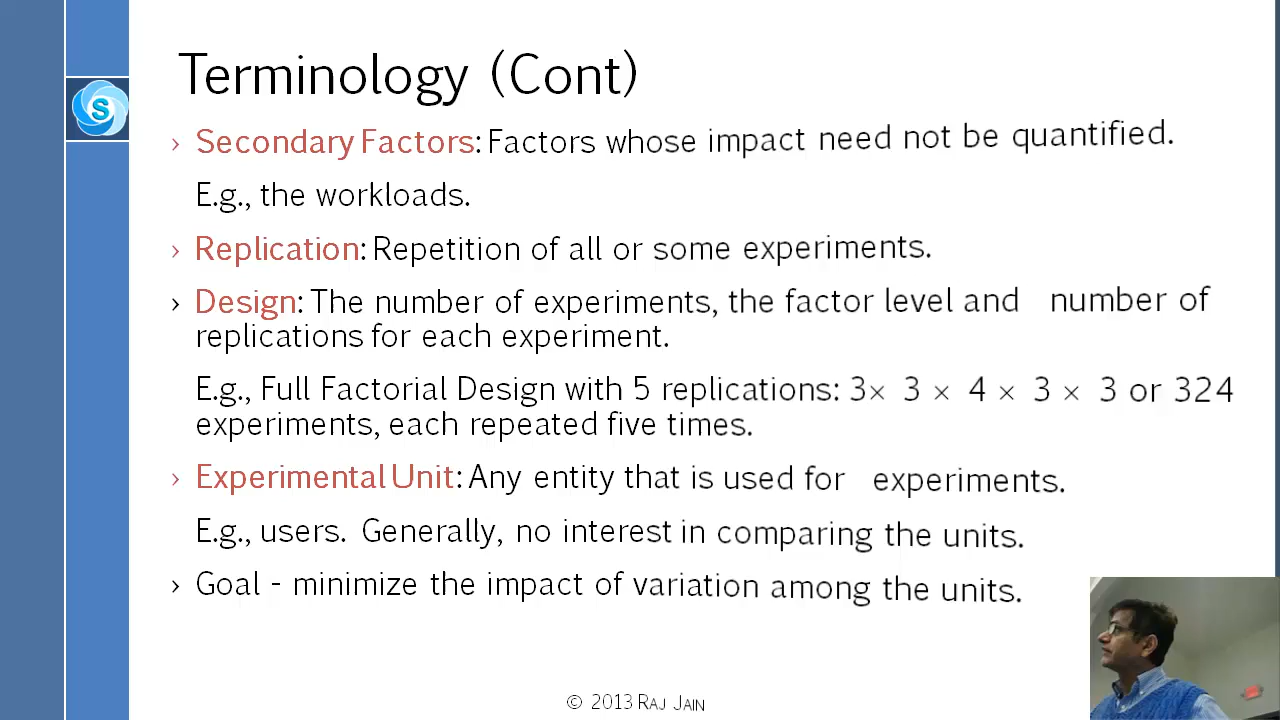 Terminology (Cont)
S
› Secondary Factors: Factors whose impact need not be quantified.
E.g., the workloads.
› Replication: Repetition of all or some experiments.
› Design: The number of experiments, the factor level and number of
replications for each experiment.
E.g., Full Factorial Design with 5 replications: 3× 3 × 4 × 3 × 3 or 324
experiments, each repeated five times.
› Experimental Unit: Any entity that is used for experiments.
E.g., users. Generally, no interest in comparing the units.
› Goal - minimize the impact of variation among the units.
© 2013 Raj Jain